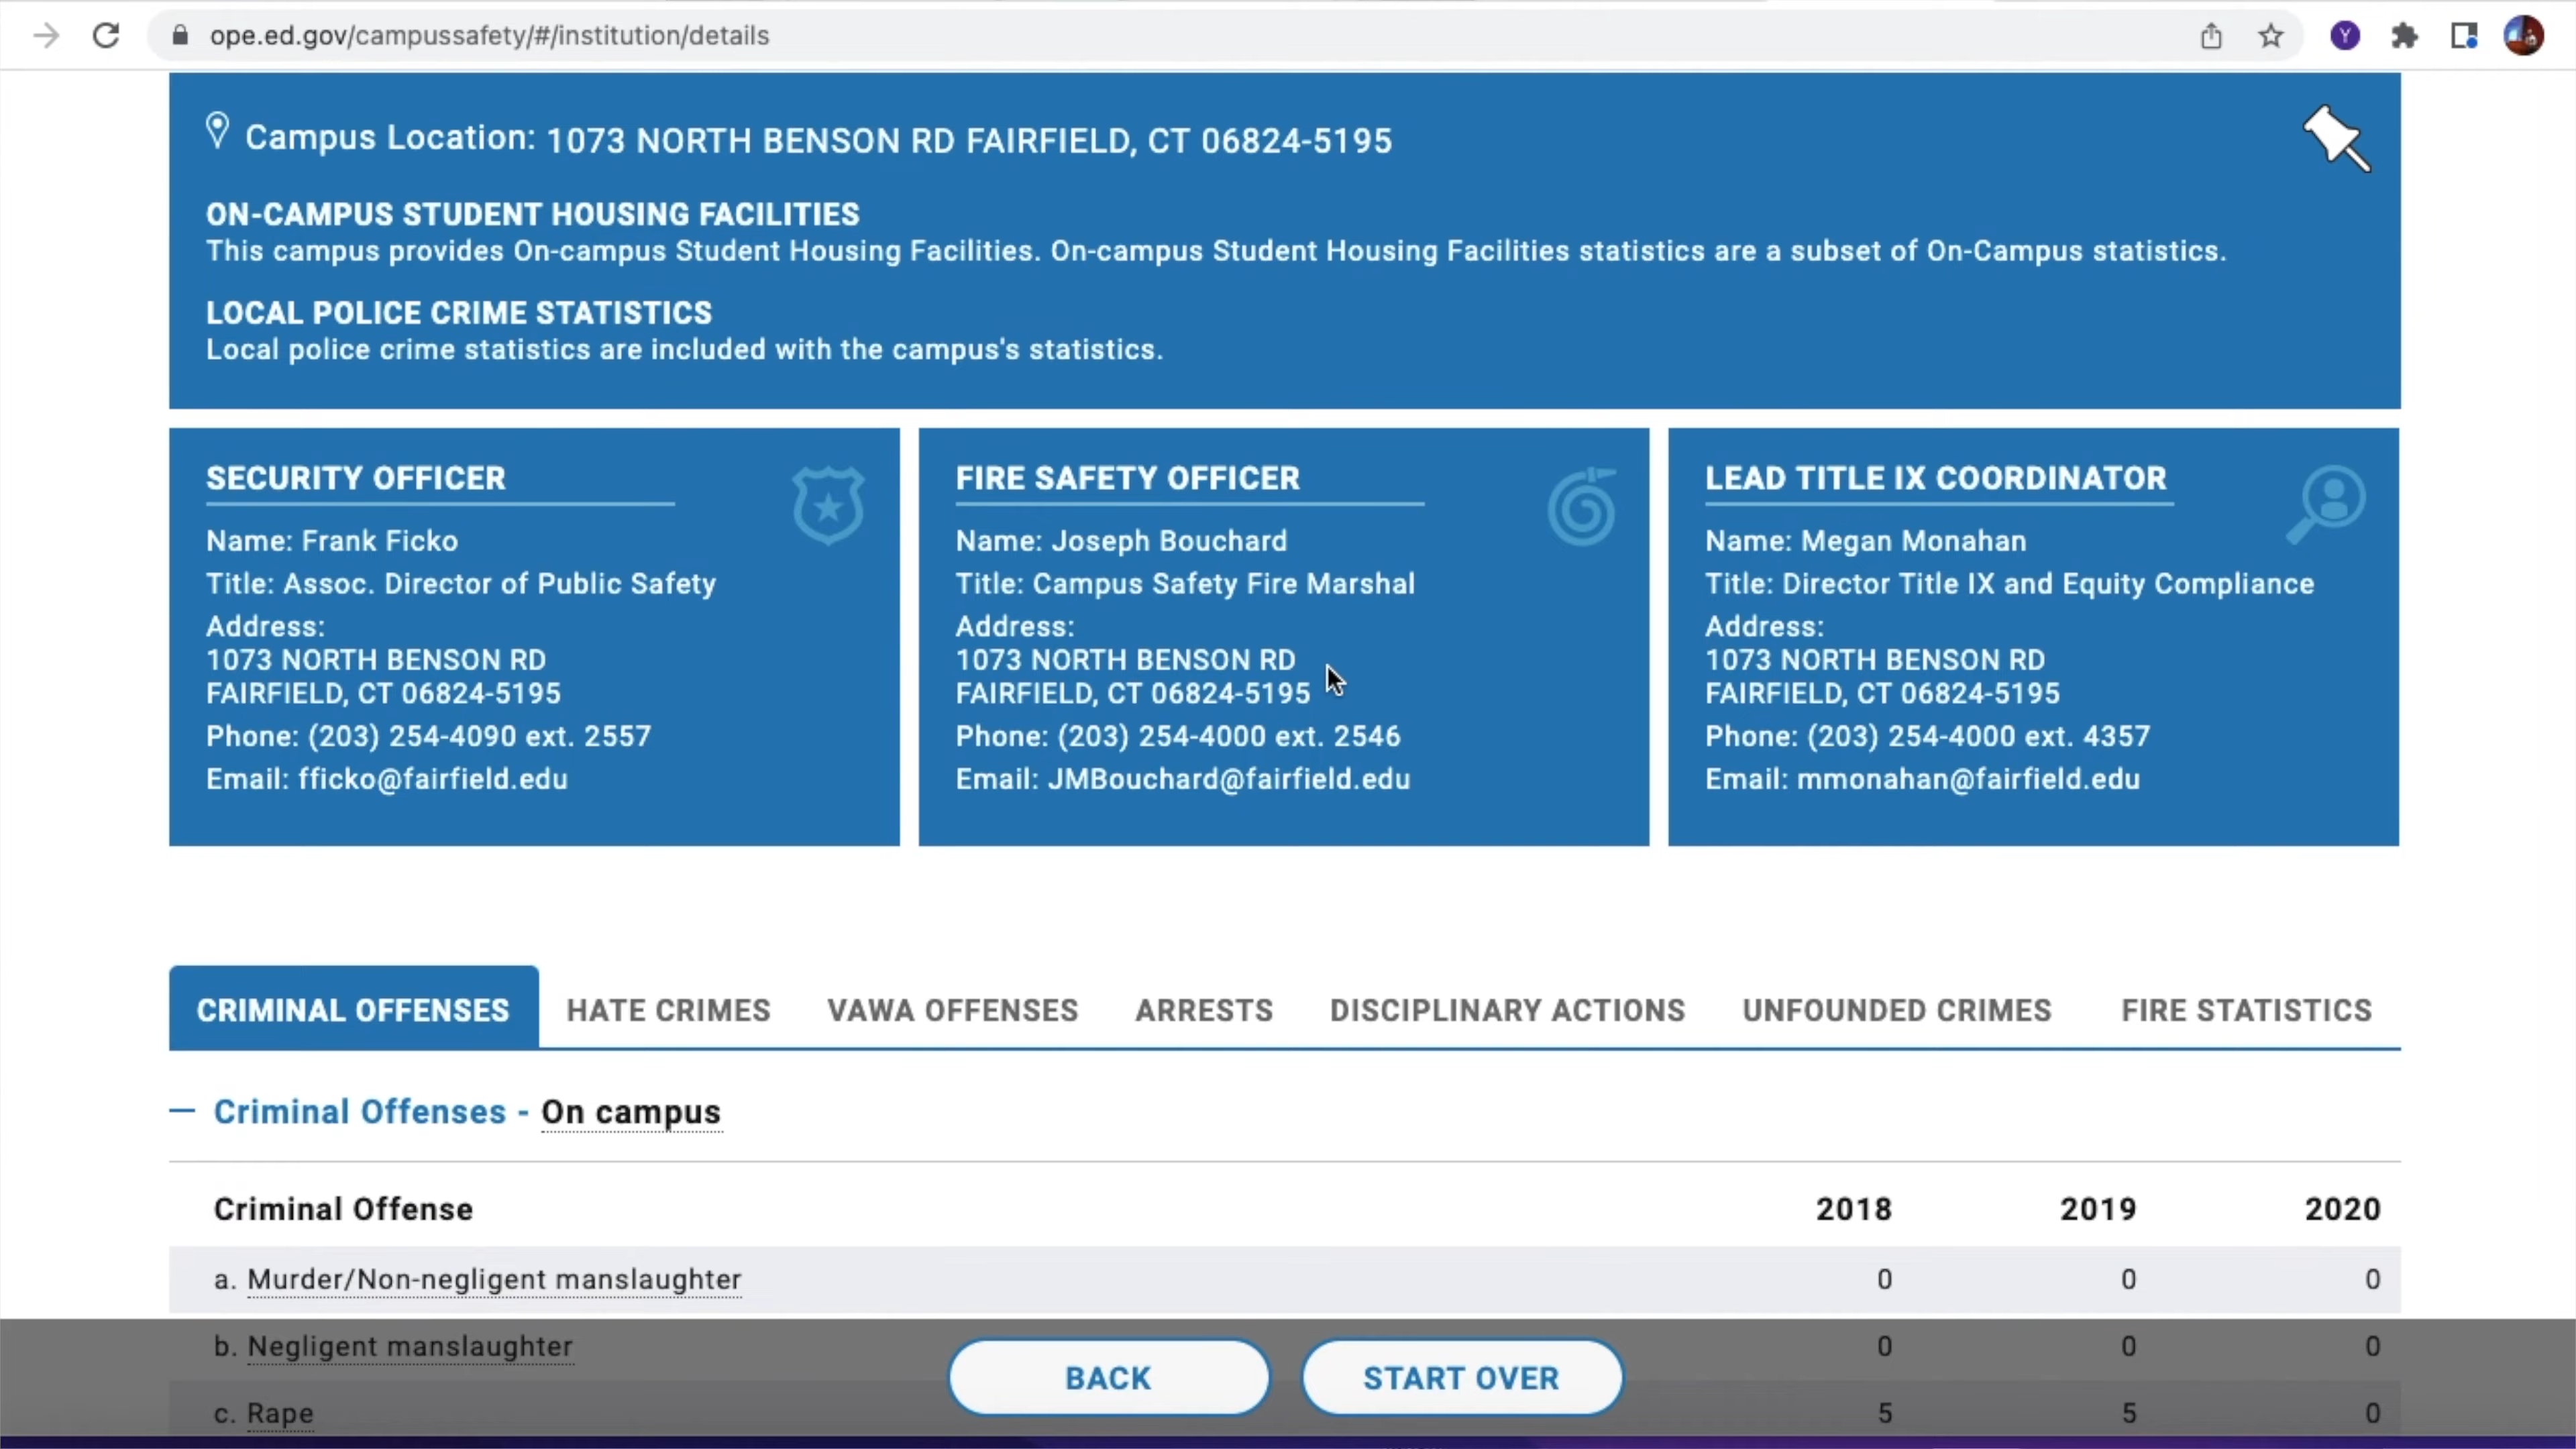 ope.ed.gov/campussafety/#/institution/details
Y
Campus Location: 1073 NORTH BENSON RD FAIRFIELD, CT 06824-5195
ON-CAMPUS STUDENT HOUSING FACILITIES
This campus provides On-campus Student Housing Facilities. On-campus Student Housing Facilities statistics are a subset of On-Campus statistics.
LOCAL POLICE CRIME STATISTICS
Local police crime statistics are included with the campus's statistics.
SECURITY OFFICER
Name: Frank Ficko
Title: Assoc. Director of Public Safety
Address:
1073 NORTH BENSON RD
FAIRFIELD, CT 06824-5195
Phone: (203) 254-4090 ext. 2557
Email: fficko@fairfield.edu
FIRE SAFETY OFFICER
Name: Joseph Bouchard
Title: Campus Safety Fire Marshal
Address:
1073 NORTH BENSON RD
FAIRFIELD, CT 06824-5195
Phone: (203) 254-4000 ext. 2546
Email: JMBouchard@fairfield.edu
LEAD TITLE IX COORDINATOR
Name: Megan Monahan
Title: Director Title IX and Equity Compliance
Address:
1073 NORTH BENSON RD
FAIRFIELD, CT 06824-5195
Phone: (203) 254-4000 ext. 4357
Email: mmonahan@fairfield.edu
CRIMINAL OFFENSES HATE CRIMES VAWA OFFENSES ARRESTS DISCIPLINARY ACTIONS UNFOUNDED CRIMES FIRE STATISTICS
— Criminal Offenses - On campus
Criminal Offense 2018 2019 2020
a. Murder/Non-negligent manslaughter 0 0 0
b. Negligent manslaughter 0 0 0
BACK START OVER
c. Rape 5 5 0